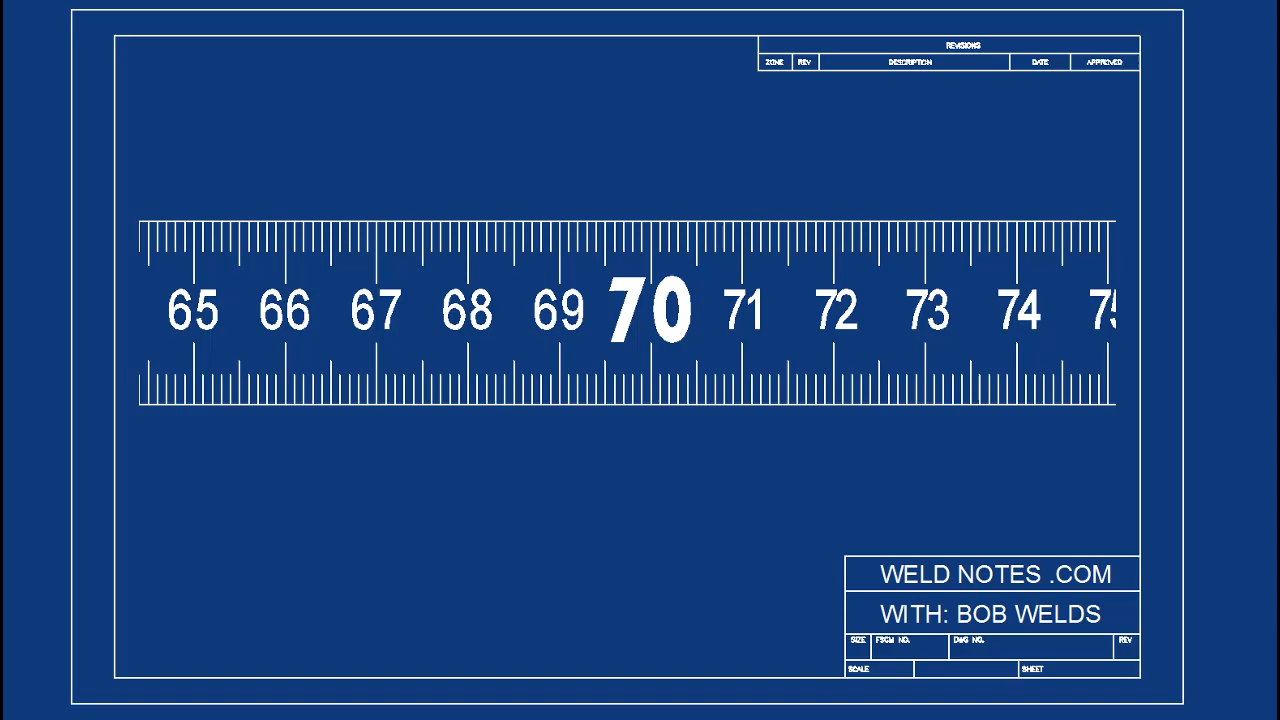 REVISIONS
ZONE REV DESCRIPTION DATE APPROVED
65 66 67 68 69 70 71 72 73 74 75
WELD NOTES .COM
WITH: BOB WELDS
SIZE FSCM NO. DWG NO. REV
SCALE SHEET